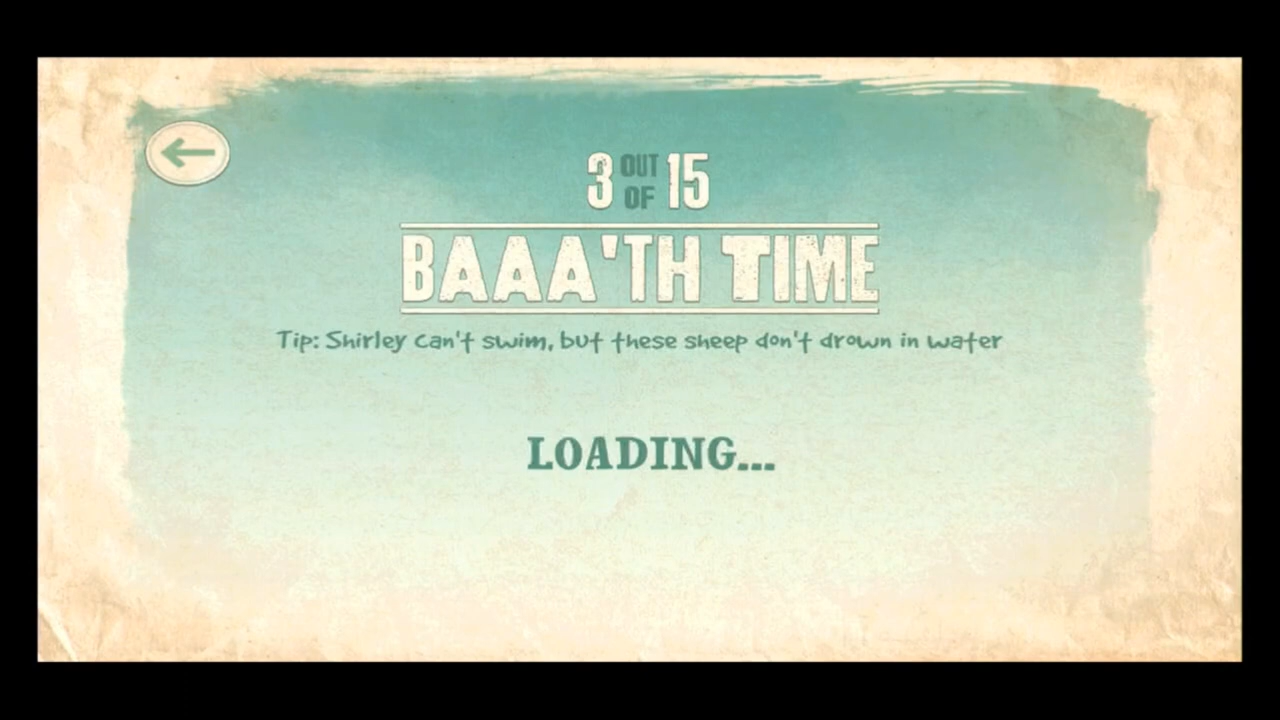 3 OUT OF 15
BAAA'TH TIME
Tip: Shirley can't swim, but these sheep don't drown in water
LOADING...